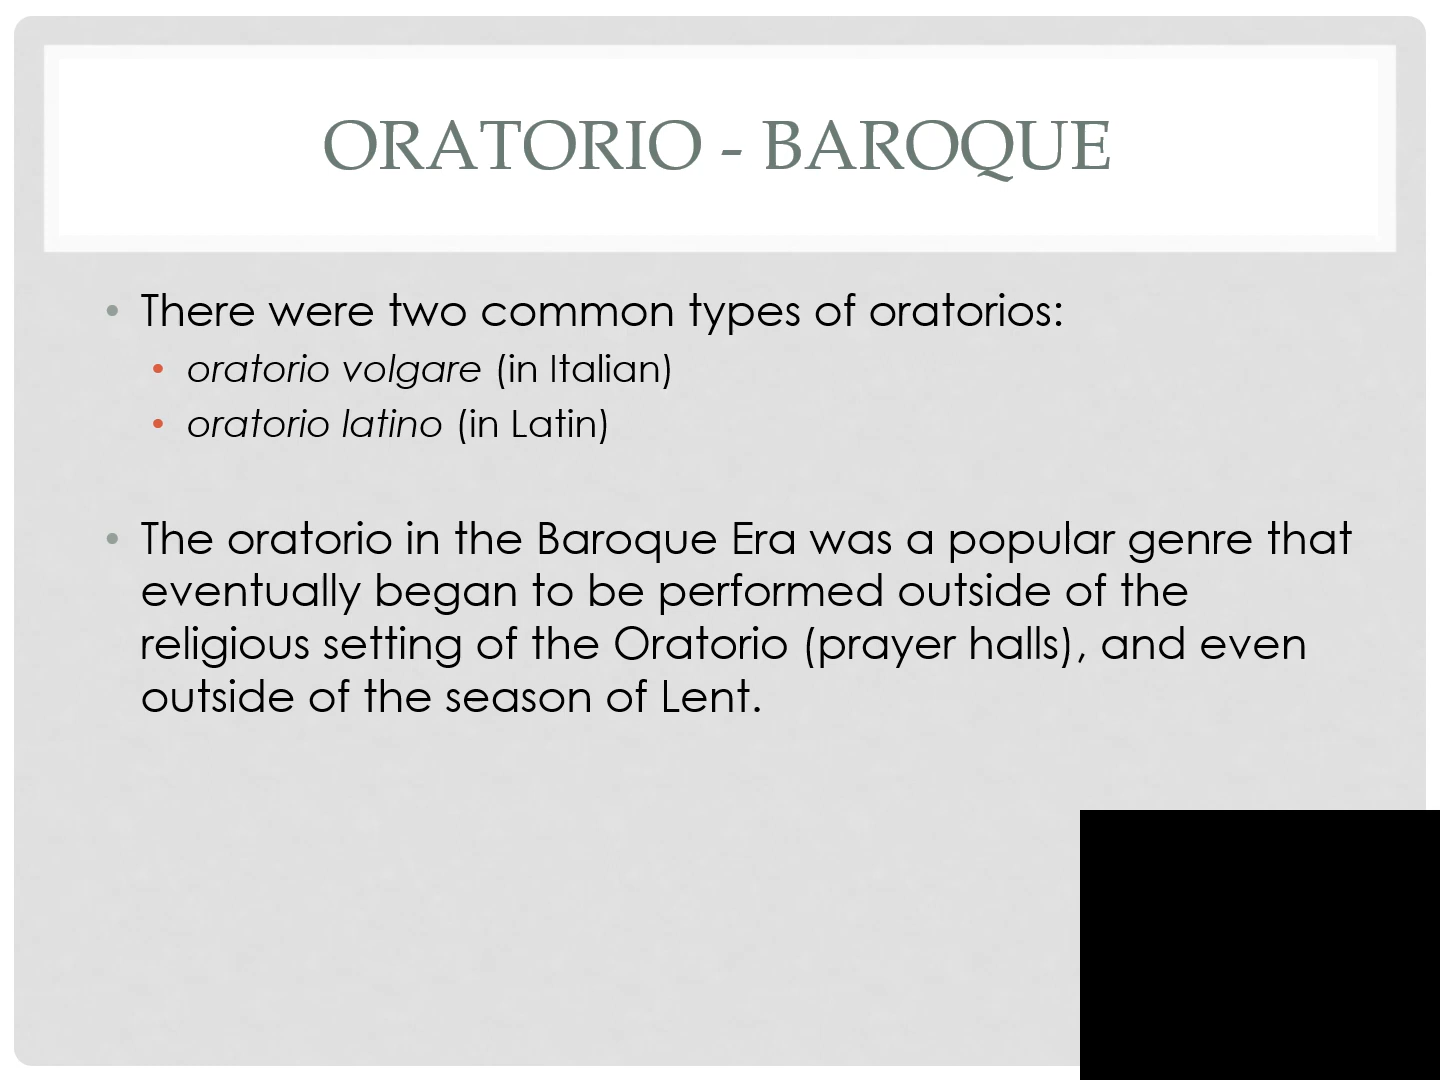 ORATORIO - BAROQUE
• There were two common types of oratorios:
• oratorio volgare (in Italian)
• oratorio latino (in Latin)
• The oratorio in the Baroque Era was a popular genre that
eventually began to be performed outside of the
religious setting of the Oratorio (prayer halls), and even
outside of the season of Lent.